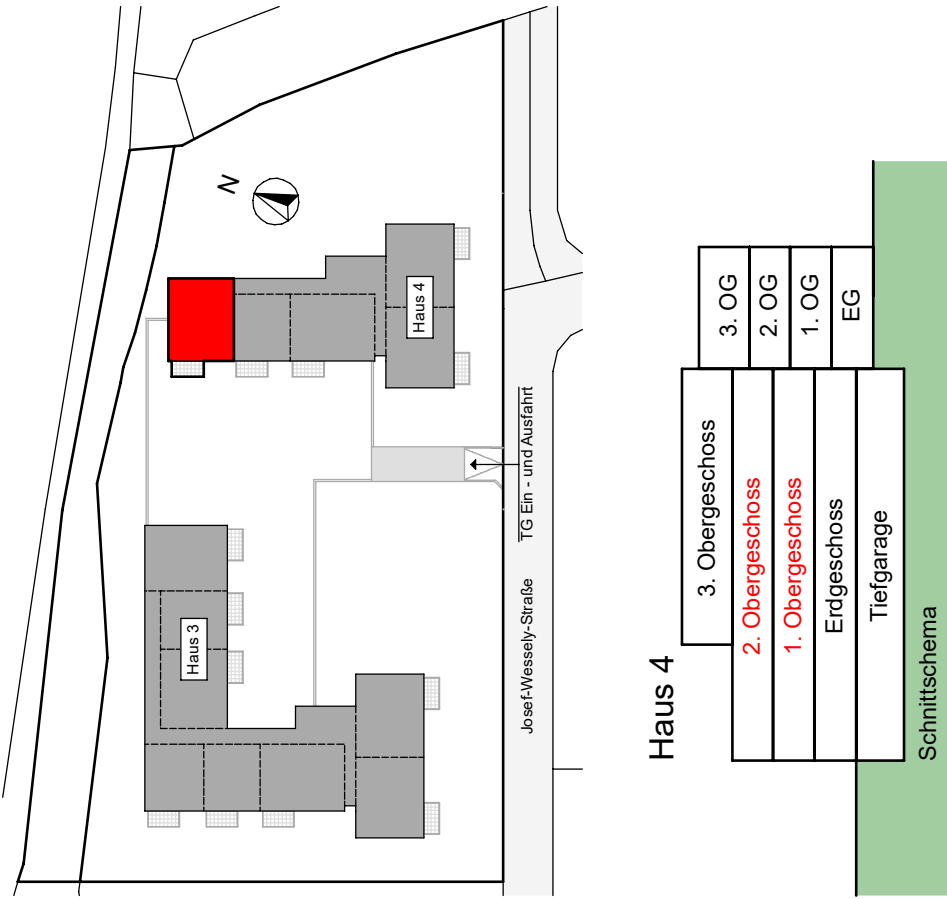 N
Haus 4
Haus 3
TG Ein - und Ausfahrt
Josef-Wessely-Straße
Haus 4
3. Obergeschoss
2. Obergeschoss
1. Obergeschoss
Erdgeschoss
Tiefgarage
3. OG
2. OG
1. OG
EG
Schnittschema